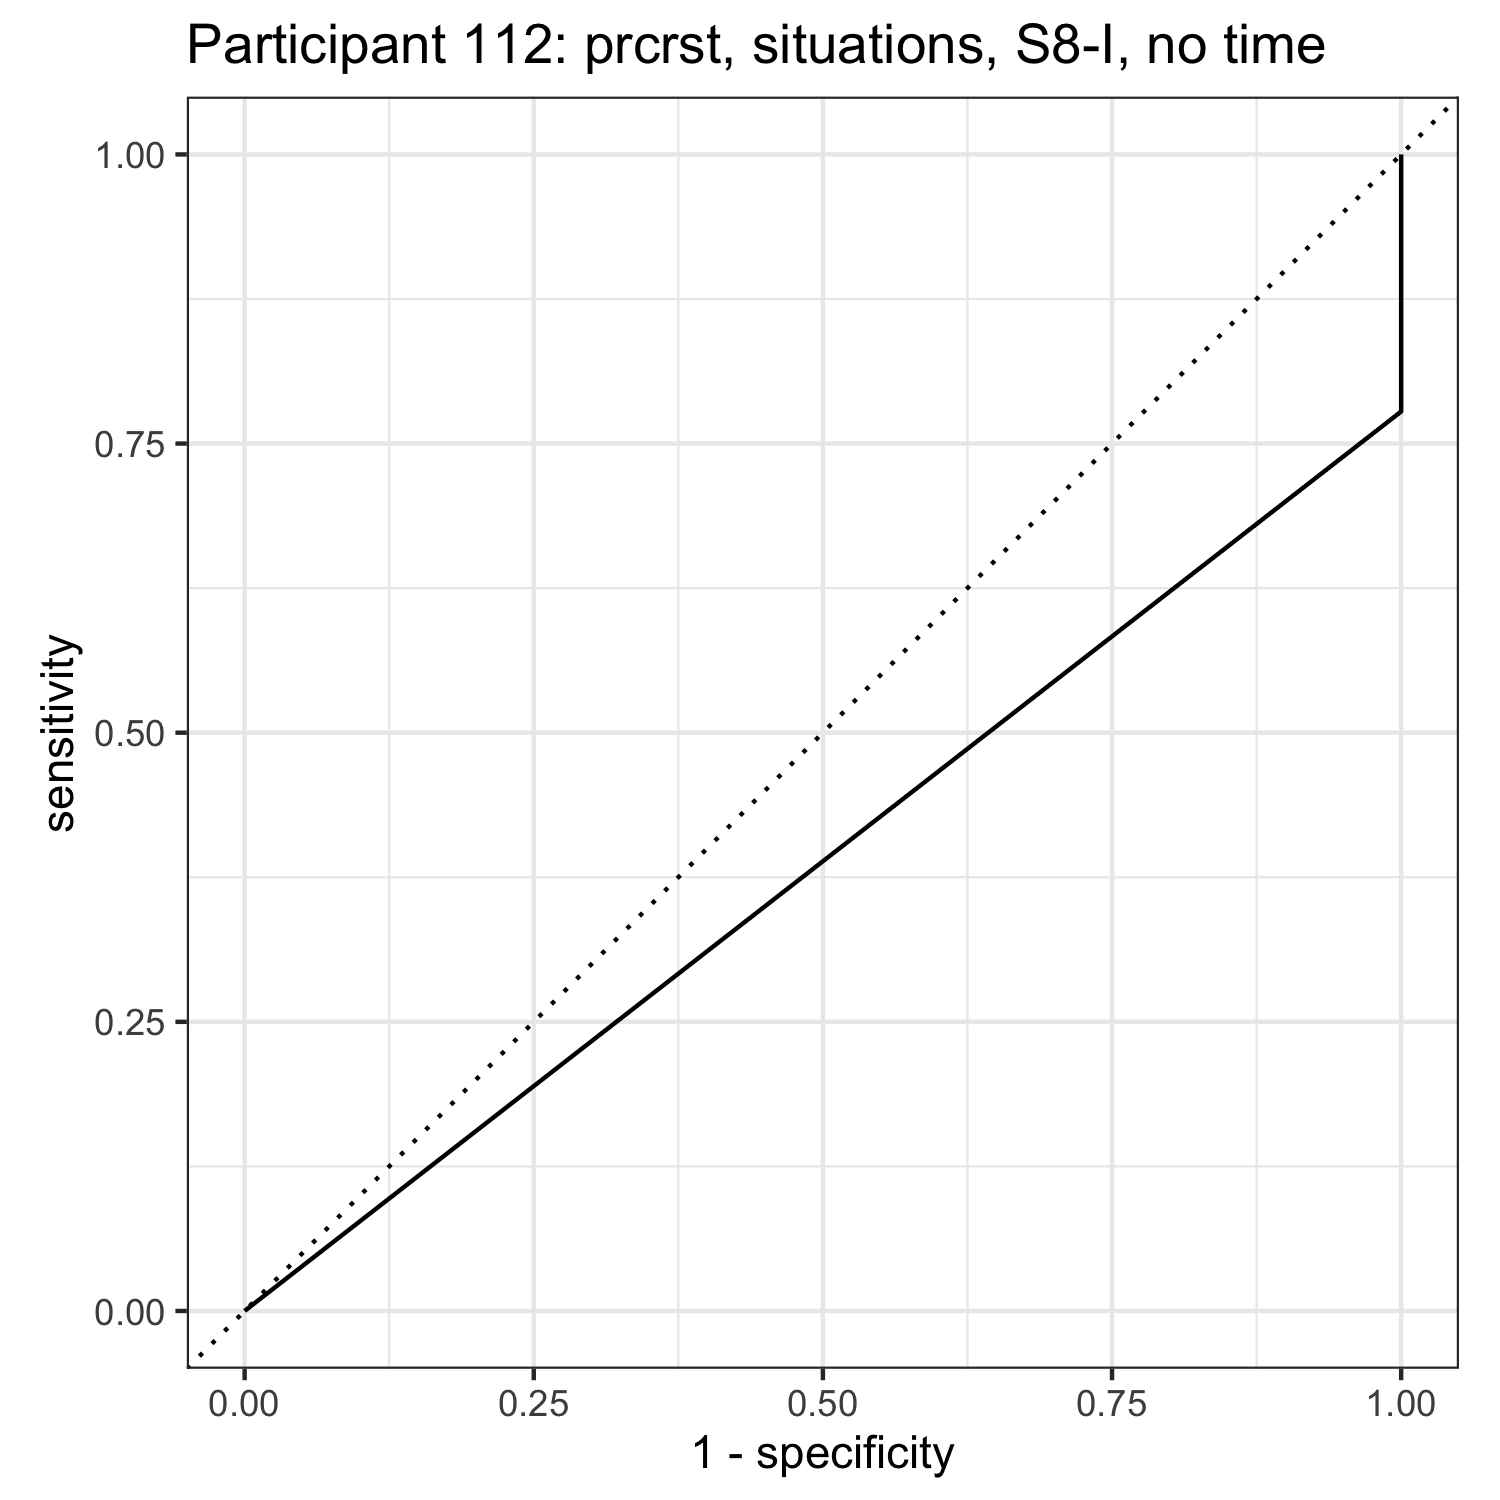 Participant 112: prcrst, situations, S8-I, no time
1.00
0.75
0.50
0.25
0.00
sensitivity
0.00 0.25 0.50 0.75 1.00
1 - specificity